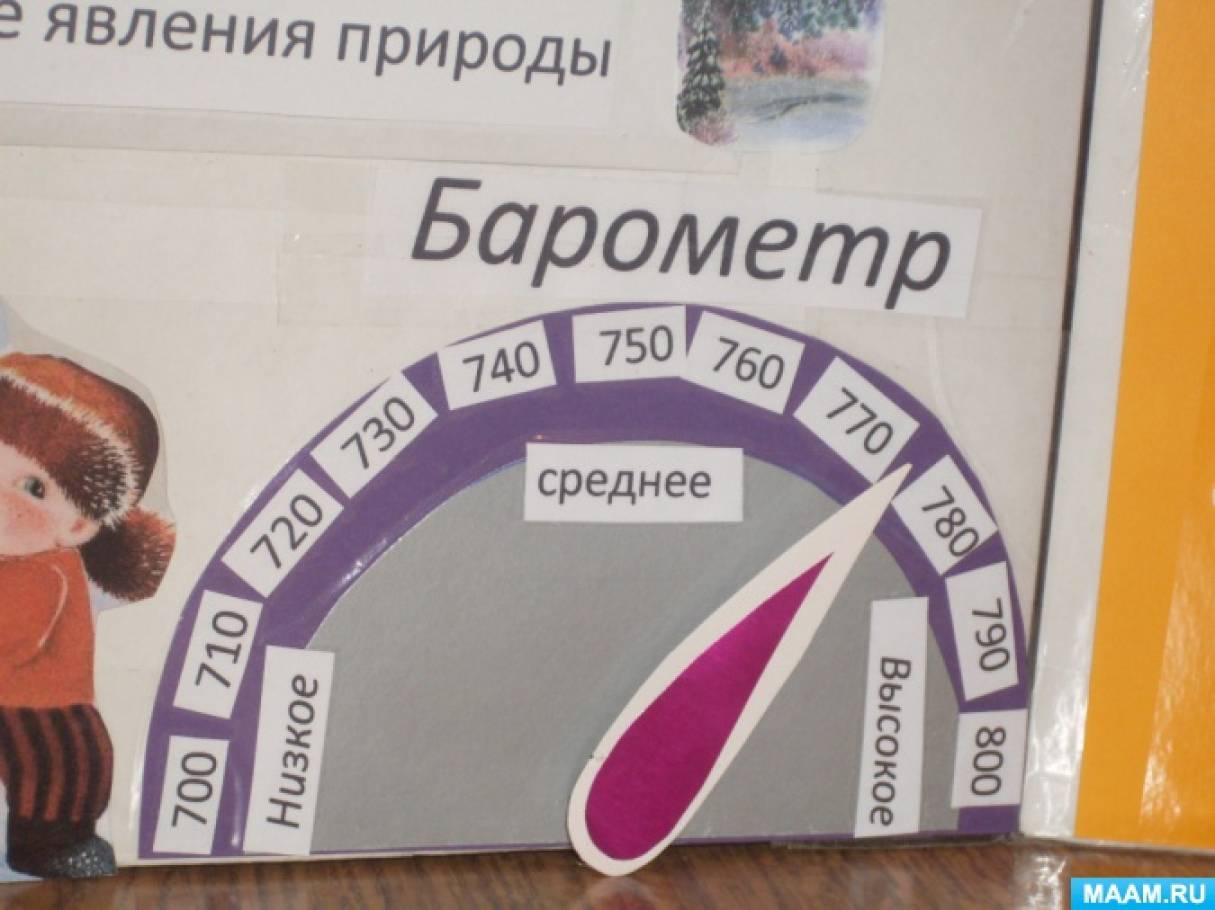 е явления природы
Барометр
700
710
720
730
740
750
760
770
780
790
800
Низкое
среднее
Высокое
MAAM.RU